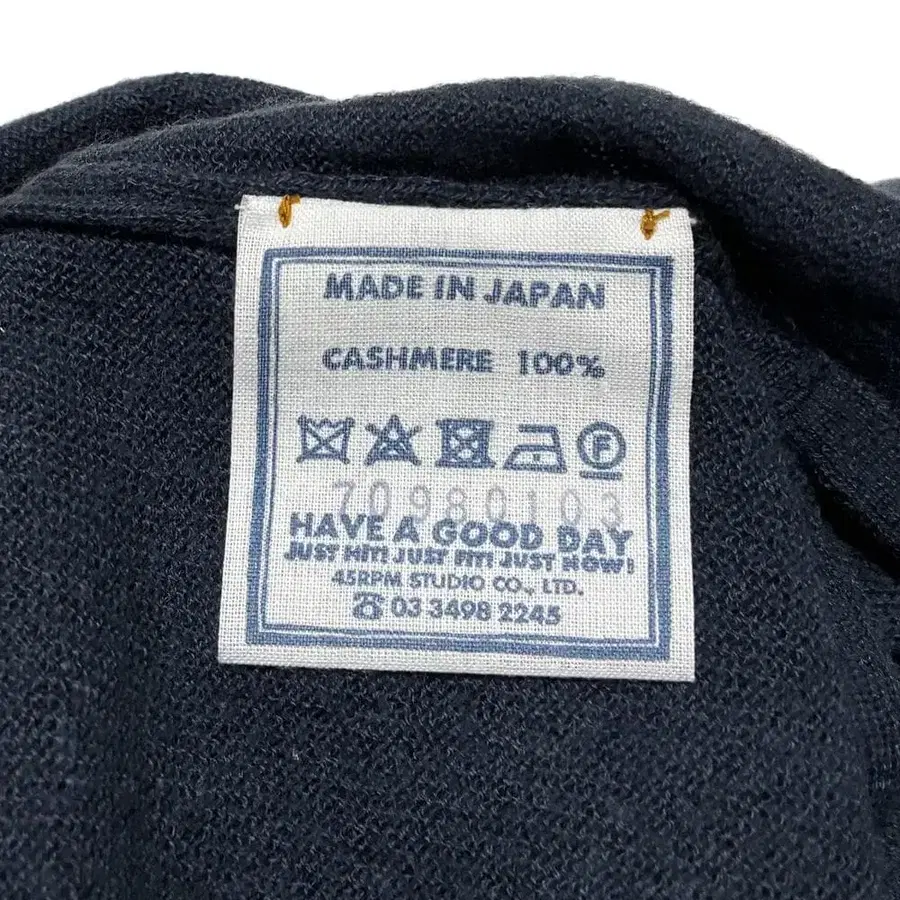 MADE IN JAPAN
CASHMERE 100%
F
70980103
HAVE A GOOD DAY
JUST HIT! JUST FIT! JUST NOW!
45RPM STUDIO CO., LTD.
☎ 03 3498 2245